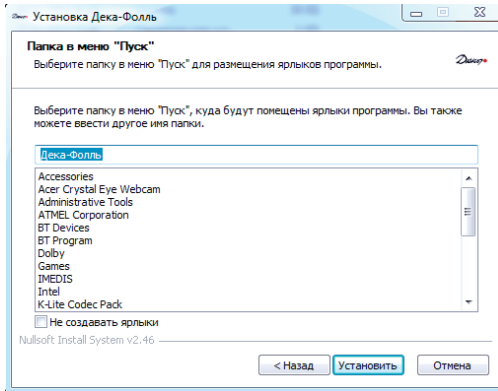 Установка Дека-Фолль
Папка в меню "Пуск"
Выберите папку в меню "Пуск" для размещения ярлыков программы.
Выберите папку в меню "Пуск", куда будут помещены ярлыки программы. Вы также
можете ввести другое имя папки.
Дека-Фолль
Accessories
Acer Crystal Eye Webcam
Administrative Tools
ATMEL Corporation
BT Devices
BT Program
Dolby
Games
IMEDIS
Intel
K-Lite Codec Pack
Не создавать ярлыки
Nullsoft Install System v2.46
< Назад Установить Отмена